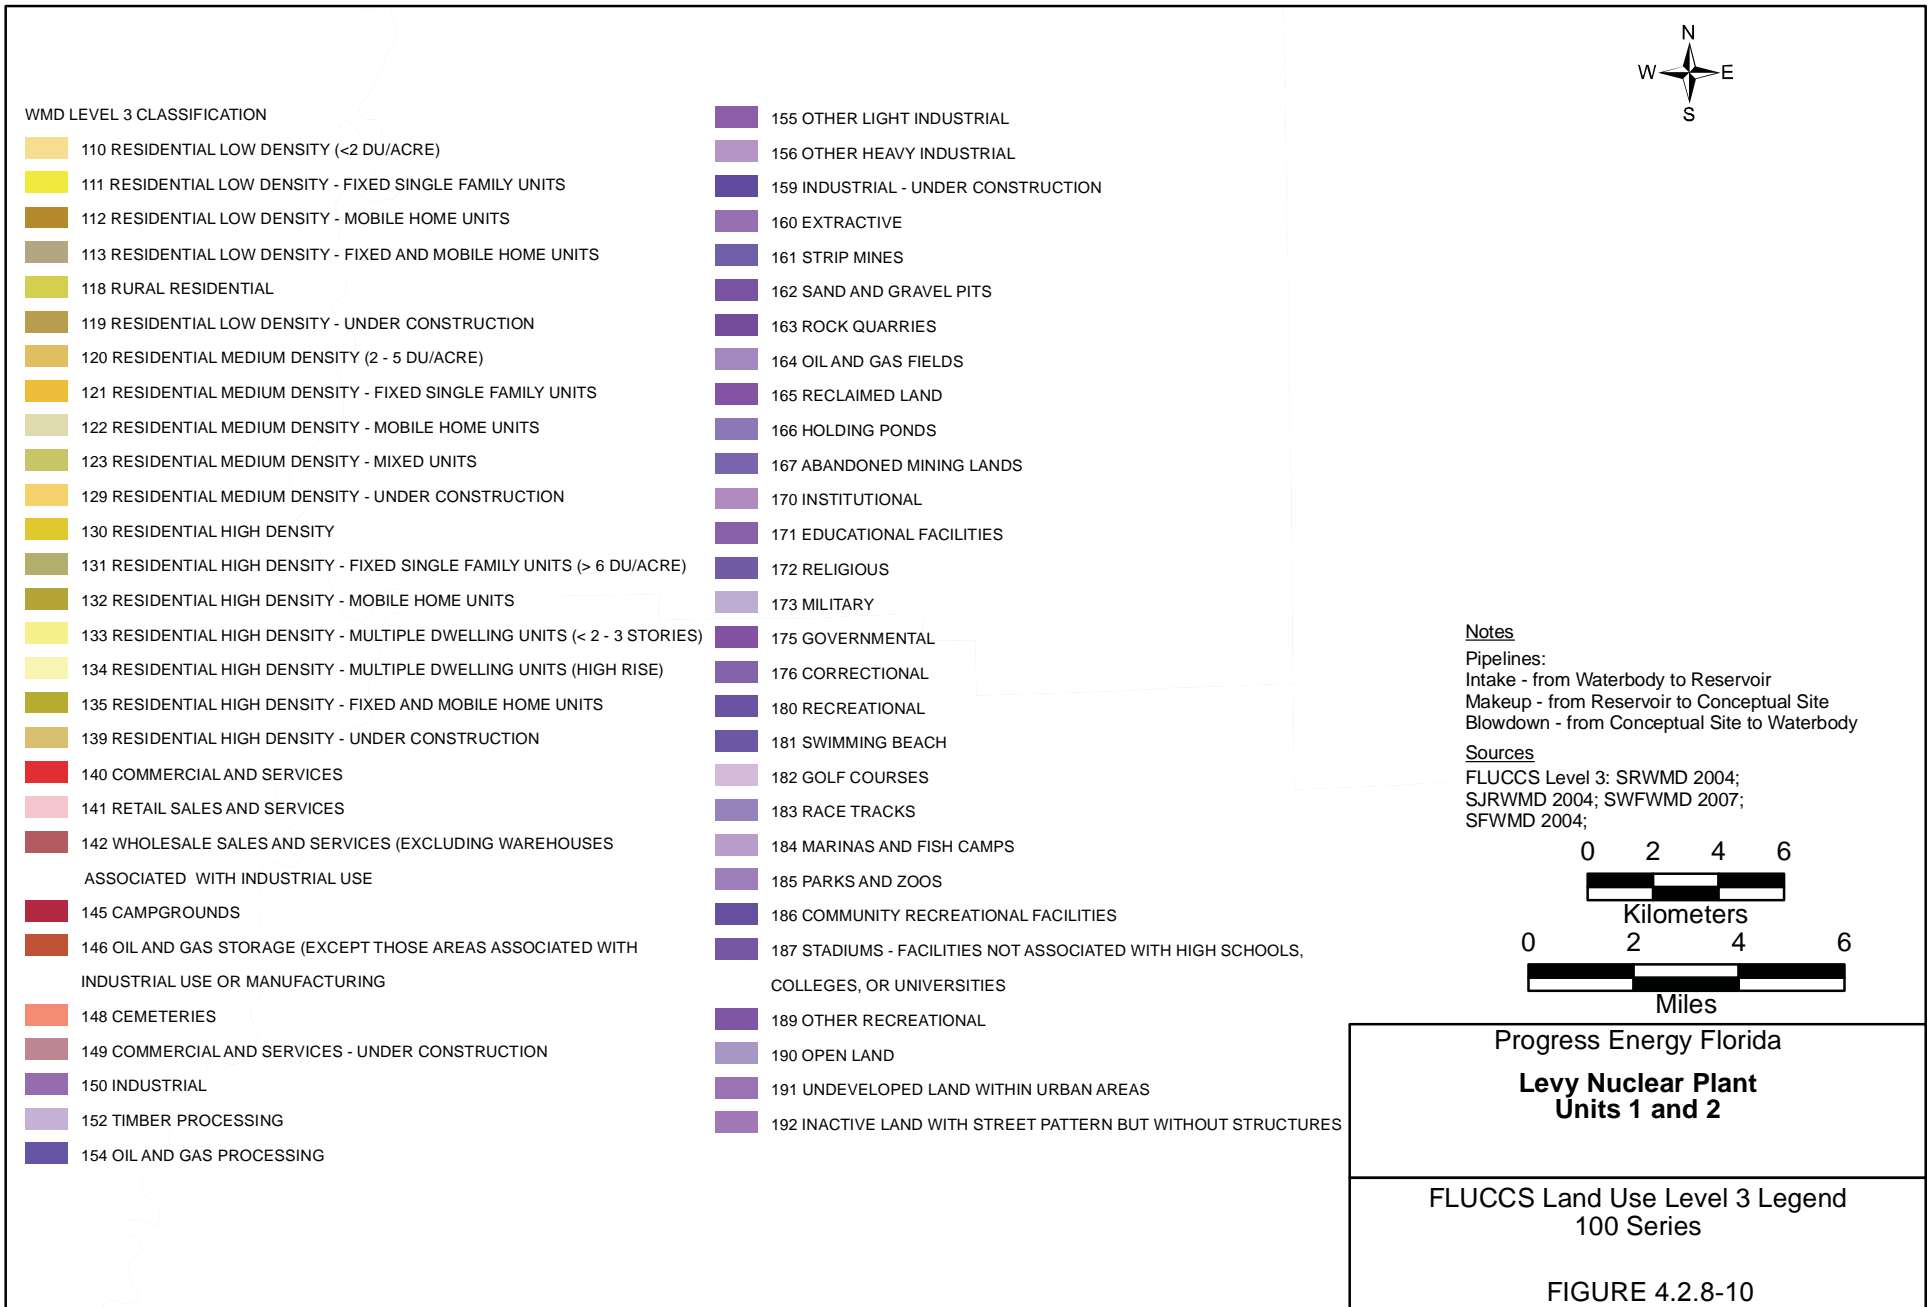 WMD LEVEL 3 CLASSIFICATION
110 RESIDENTIAL LOW DENSITY (<2 DU/ACRE)
111 RESIDENTIAL LOW DENSITY - FIXED SINGLE FAMILY UNITS
112 RESIDENTIAL LOW DENSITY - MOBILE HOME UNITS
113 RESIDENTIAL LOW DENSITY - FIXED AND MOBILE HOME UNITS
118 RURAL RESIDENTIAL
119 RESIDENTIAL LOW DENSITY - UNDER CONSTRUCTION
120 RESIDENTIAL MEDIUM DENSITY (2 - 5 DU/ACRE)
121 RESIDENTIAL MEDIUM DENSITY - FIXED SINGLE FAMILY UNITS
122 RESIDENTIAL MEDIUM DENSITY - MOBILE HOME UNITS
123 RESIDENTIAL MEDIUM DENSITY - MIXED UNITS
129 RESIDENTIAL MEDIUM DENSITY - UNDER CONSTRUCTION
130 RESIDENTIAL HIGH DENSITY
131 RESIDENTIAL HIGH DENSITY - FIXED SINGLE FAMILY UNITS (> 6 DU/ACRE)
132 RESIDENTIAL HIGH DENSITY - MOBILE HOME UNITS
133 RESIDENTIAL HIGH DENSITY - MULTIPLE DWELLING UNITS (< 2 - 3 STORIES)
134 RESIDENTIAL HIGH DENSITY - MULTIPLE DWELLING UNITS (HIGH RISE)
135 RESIDENTIAL HIGH DENSITY - FIXED AND MOBILE HOME UNITS
139 RESIDENTIAL HIGH DENSITY - UNDER CONSTRUCTION
140 COMMERCIAL AND SERVICES
141 RETAIL SALES AND SERVICES
142 WHOLESALE SALES AND SERVICES (EXCLUDING WAREHOUSES
ASSOCIATED WITH INDUSTRIAL USE
145 CAMPGROUNDS
146 OIL AND GAS STORAGE (EXCEPT THOSE AREAS ASSOCIATED WITH
INDUSTRIAL USE OR MANUFACTURING
148 CEMETERIES
149 COMMERCIAL AND SERVICES - UNDER CONSTRUCTION
150 INDUSTRIAL
152 TIMBER PROCESSING
154 OIL AND GAS PROCESSING
155 OTHER LIGHT INDUSTRIAL
156 OTHER HEAVY INDUSTRIAL
159 INDUSTRIAL - UNDER CONSTRUCTION
160 EXTRACTIVE
161 STRIP MINES
162 SAND AND GRAVEL PITS
163 ROCK QUARRIES
164 OIL AND GAS FIELDS
165 RECLAIMED LAND
166 HOLDING PONDS
167 ABANDONED MINING LANDS
170 INSTITUTIONAL
171 EDUCATIONAL FACILITIES
172 RELIGIOUS
173 MILITARY
175 GOVERNMENTAL
176 CORRECTIONAL
180 RECREATIONAL
181 SWIMMING BEACH
182 GOLF COURSES
183 RACE TRACKS
184 MARINAS AND FISH CAMPS
185 PARKS AND ZOOS
186 COMMUNITY RECREATIONAL FACILITIES
187 STADIUMS - FACILITIES NOT ASSOCIATED WITH HIGH SCHOOLS,
COLLEGES, OR UNIVERSITIES
189 OTHER RECREATIONAL
190 OPEN LAND
191 UNDEVELOPED LAND WITHIN URBAN AREAS
192 INACTIVE LAND WITH STREET PATTERN BUT WITHOUT STRUCTURES
N
W E
S
Notes
Pipelines:
Intake - from Waterbody to Reservoir
Makeup - from Reservoir to Conceptual Site
Blowdown - from Conceptual Site to Waterbody
Sources
FLUCCS Level 3: SRWMD 2004;
SJRWMD 2004; SWFWMD 2007;
SFWMD 2004;
0 2 4 6
Kilometers
0 2 4 6
Miles
Progress Energy Florida
Levy Nuclear Plant
Units 1 and 2
FLUCCS Land Use Level 3 Legend
100 Series
FIGURE 4.2.8-10